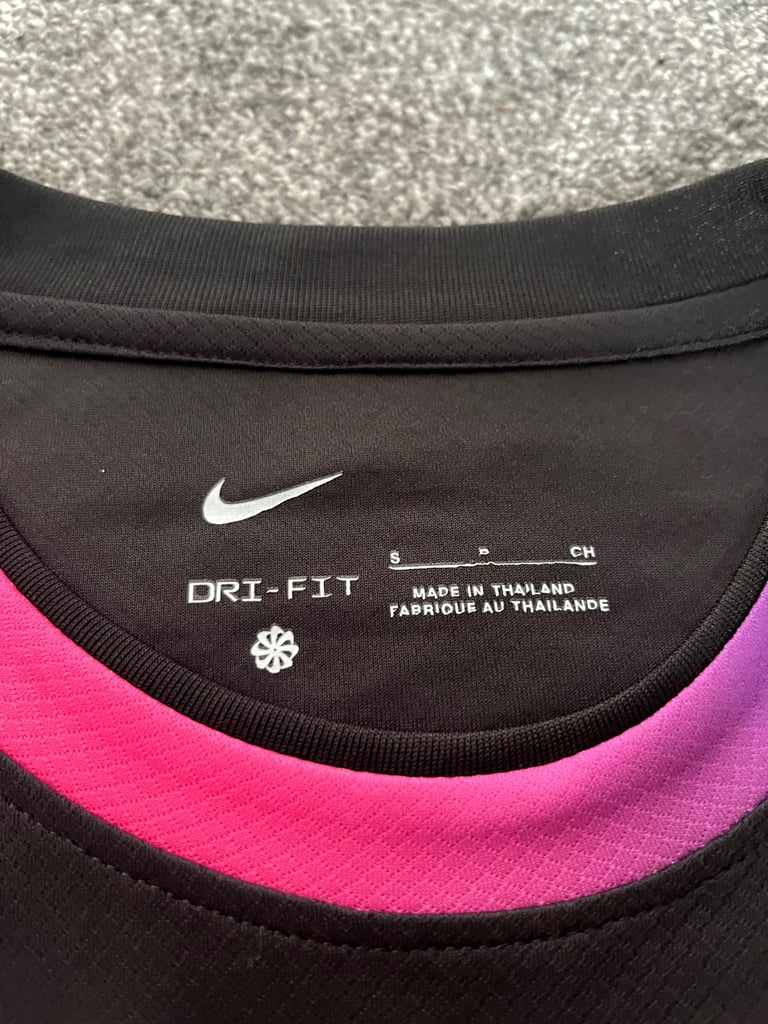 DRI-FIT
S P CH
MADE IN THAILAND
FABRIQUE AU THAILANDE